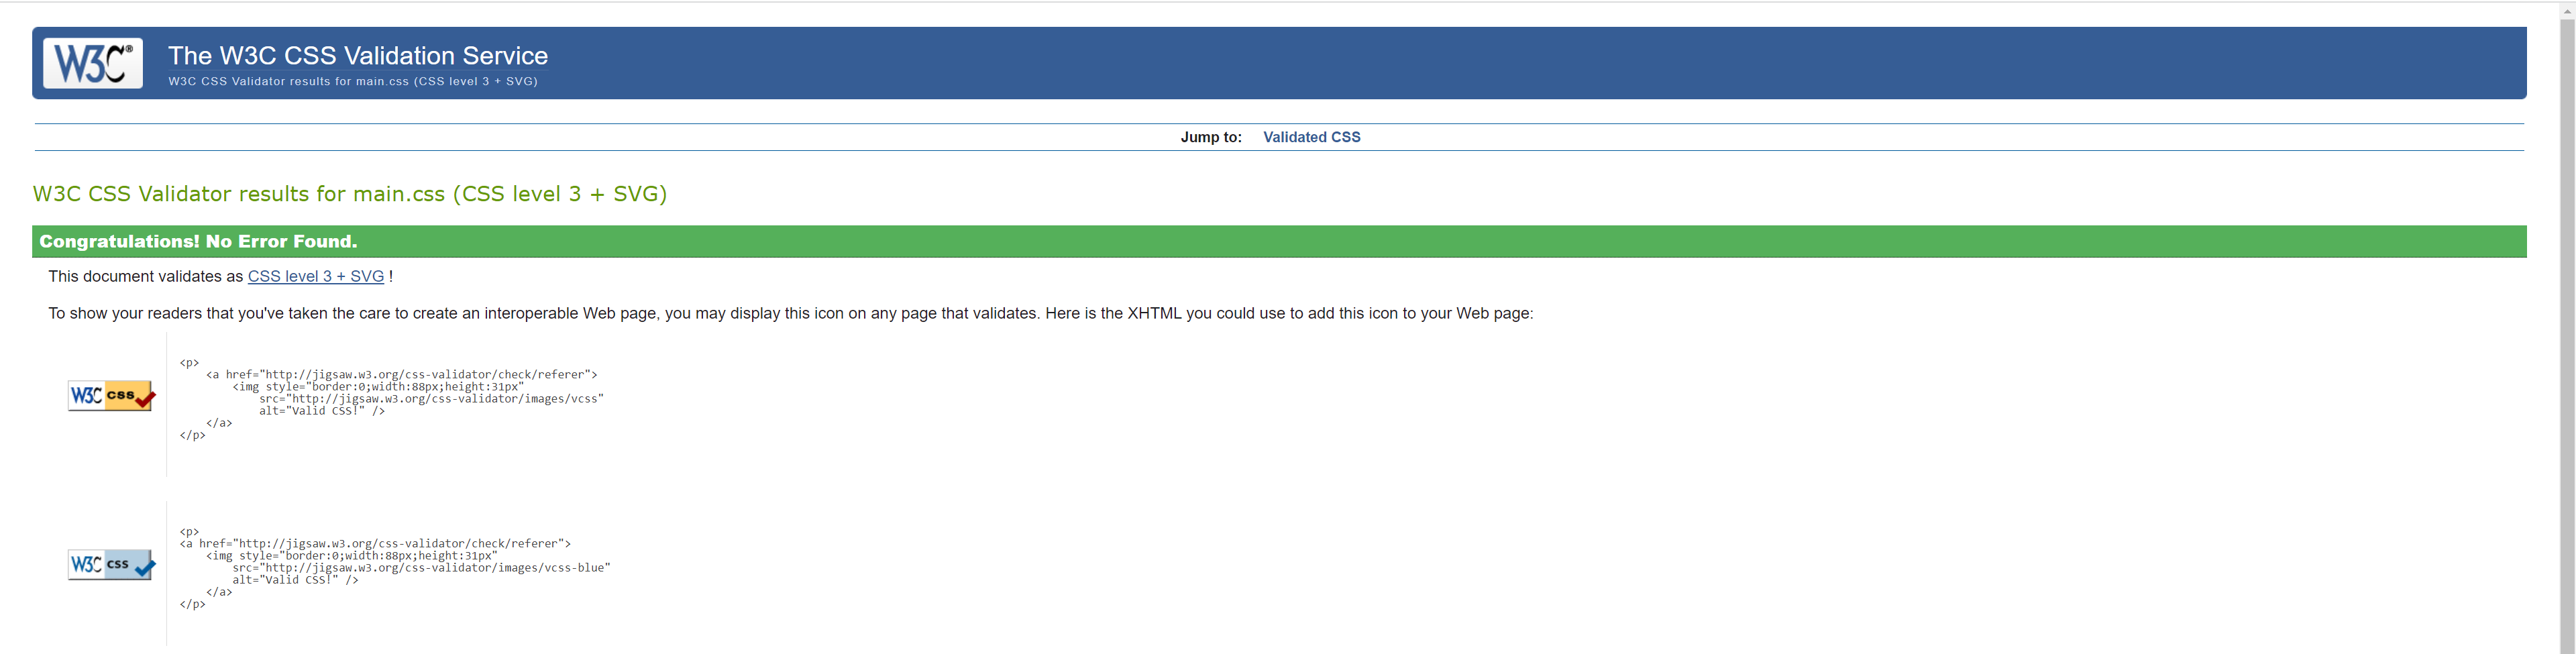 W3C®
The W3C CSS Validation Service
W3C CSS Validator results for main.css (CSS level 3 + SVG)
Jump to: Validated CSS
W3C CSS Validator results for main.css (CSS level 3 + SVG)
Congratulations! No Error Found.
This document validates as CSS level 3 + SVG !
To show your readers that you've taken the care to create an interoperable Web page, you may display this icon on any page that validates. Here is the XHTML you could use to add this icon to your Web page:
W3C css
<p>
    <a href="http://jigsaw.w3.org/css-validator/check/referer">
        <img style="border:0;width:88px;height:31px"
            src="http://jigsaw.w3.org/css-validator/images/vcss"
            alt="Valid CSS!" />
    </a>
</p>
W3C css
<p>
<a href="http://jigsaw.w3.org/css-validator/check/referer">
    <img style="border:0;width:88px;height:31px"
        src="http://jigsaw.w3.org/css-validator/images/vcss-blue"
        alt="Valid CSS!" />
    </a>
</p>